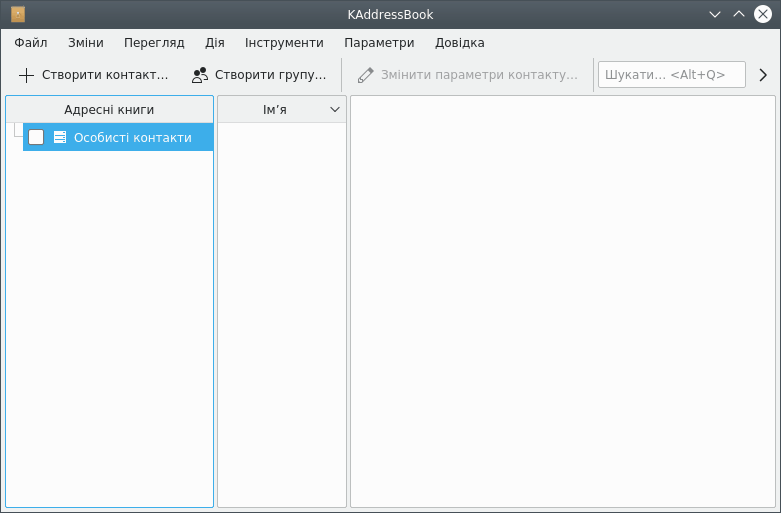 KAddressBook
Файл Зміни Перегляд Дія Інструменти Параметри Довідка
Створити контакт… Створити групу… Змінити параметри контакту… Шукати… <Alt+Q>
Адресні книги Ім’я
Особисті контакти